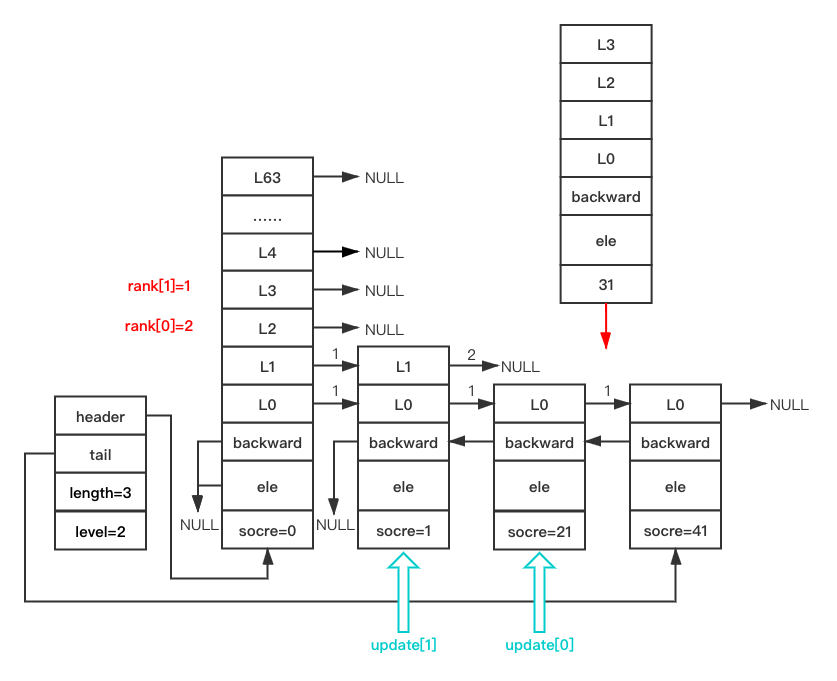 L3
L2
L1
L0
backward
ele
31
L63 NULL
......
L4 NULL
rank[1]=1 L3 NULL
rank[0]=2 L2 NULL
L1 1 L1 2 NULL
L0 1 L0 1 L0 1 L0 NULL
header
backward backward backward backward
tail
length=3
ele ele ele ele
NULL NULL
level=2
socre=0 socre=1 socre=21 socre=41
update[1] update[0]